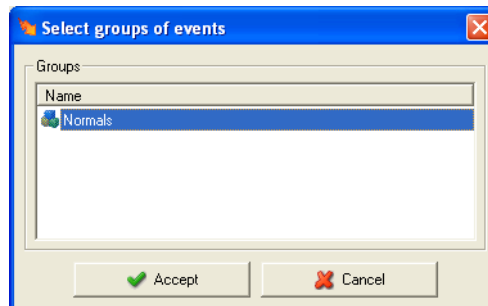 Select groups of events
Groups
Name
Normals
Accept
Cancel